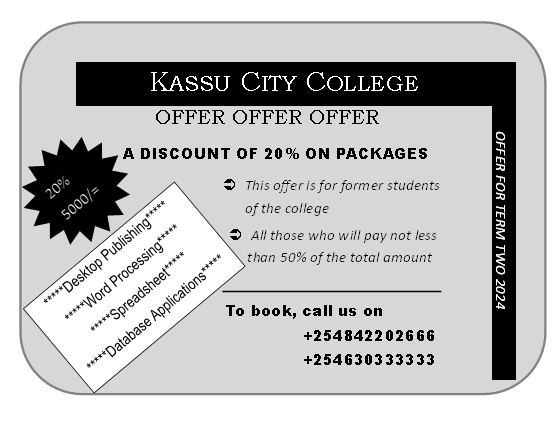 KASSU CITY COLLEGE
OFFER OFFER OFFER
A DISCOUNT OF 20% ON PACKAGES
20%
5000/=
This offer is for former students
of the college
All those who will pay not less
than 50% of the total amount
*****Desktop Publishing*****
*****Word Processing*****
*****Spreadsheet*****
*****Database Applications*****
To book, call us on
+254842202666
+254630333333
OFFER FOR TERM TWO 2024